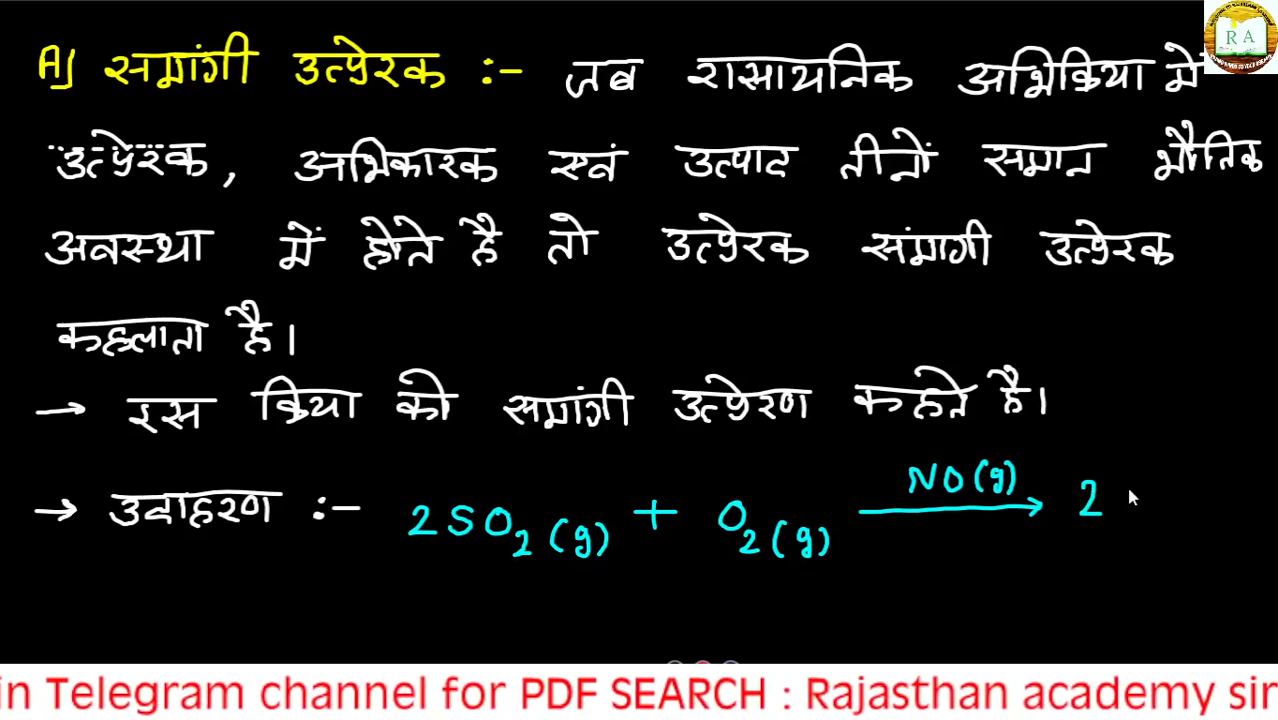 A) समांगी उत्प्रेरक :- जब रासायनिक अभिक्रिया में
उत्प्रेरक, अभिकारक एवं उत्पाद तीनों समान भौतिक
अवस्था में होते है तो उत्प्रेरक संमागी उत्प्रेरक
कहलाता है।
→ इस क्रिया को समांगी उत्प्रेरण कहते है।
→ उदाहरण :- 2SO₂(g) + O₂(g) NO(g)→ 2
in Telegram channel for PDF SEARCH : Rajasthan academy sir
RA